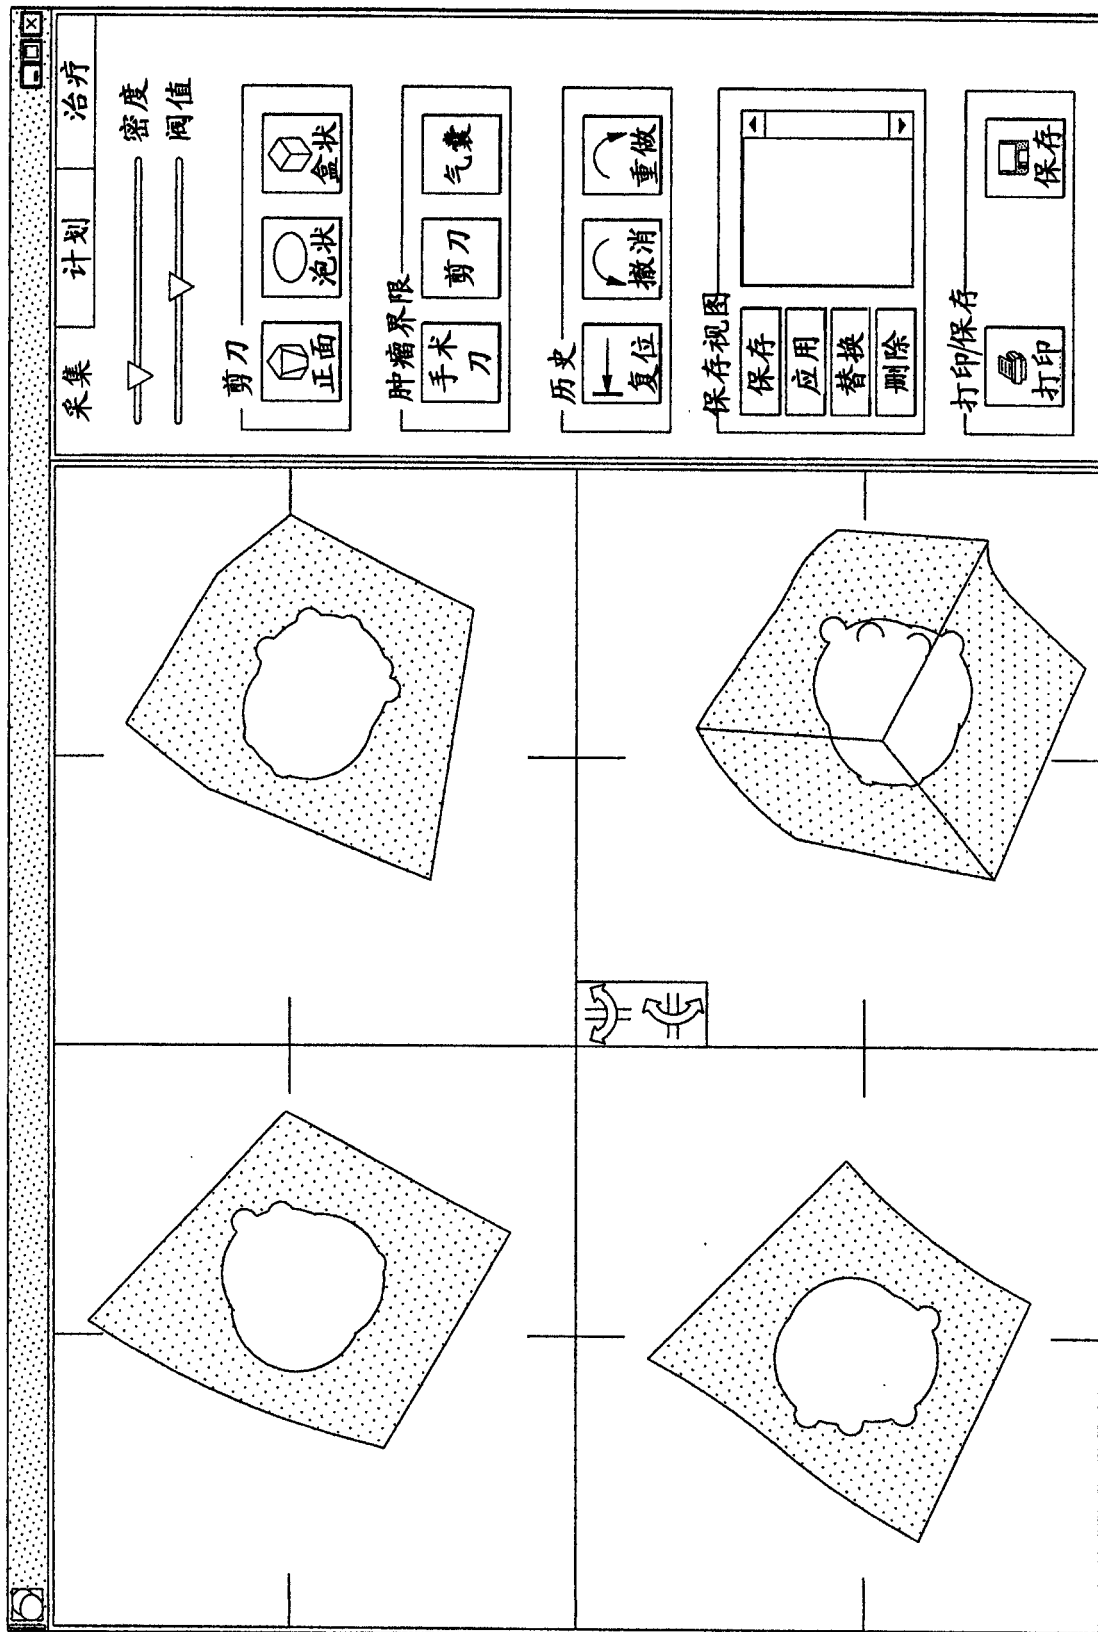 采集
计划
治疗
密度
阈值
剪刀
正面
泡状
盒状
肿瘤界限
手术
刀
剪刀
气囊
历史
复位
撤消
重做
保存视图
保存
应用
替换
删除
打印/保存
打印
保存